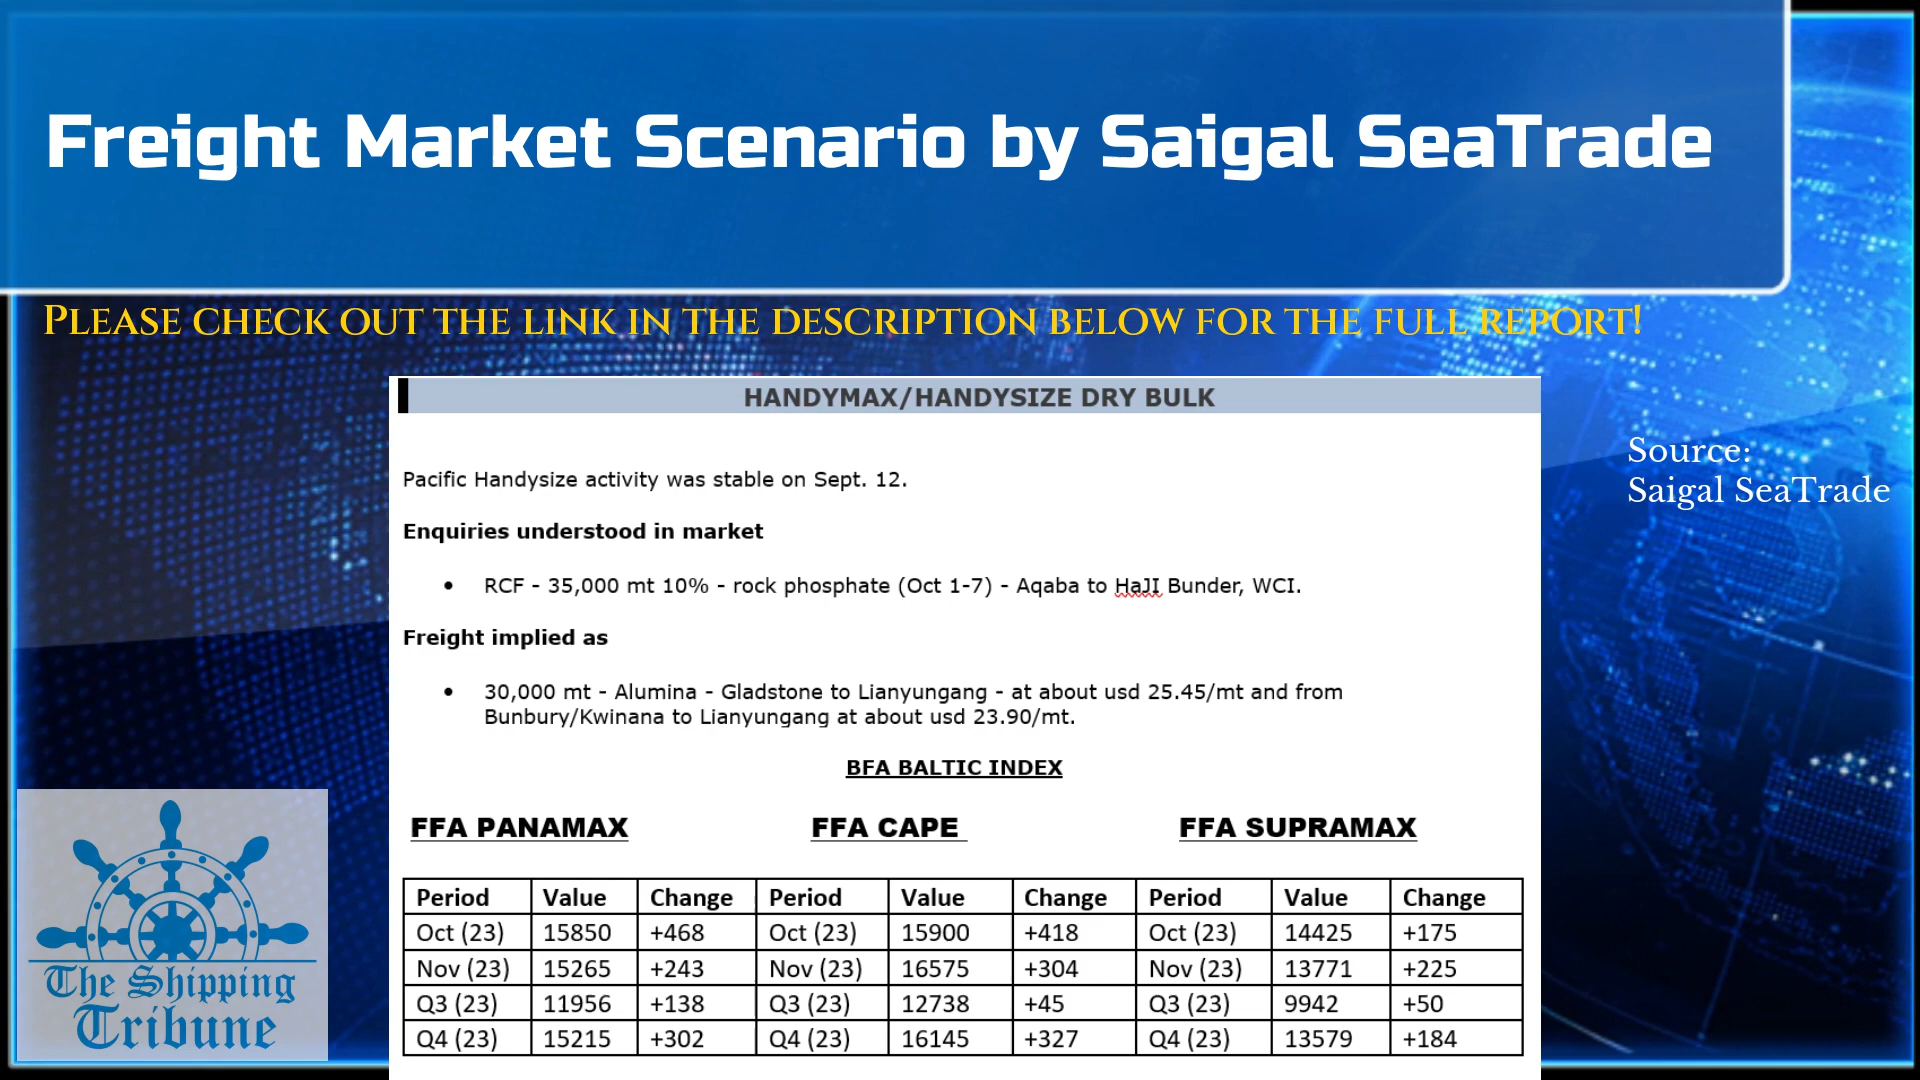 Freight Market Scenario by Saigal SeaTrade
Please check out the link in the description below for the full report!
HANDYMAX/HANDYSIZE DRY BULK
Source:
Saigal SeaTrade
Pacific Handysize activity was stable on Sept. 12.
Enquiries understood in market
• RCF - 35,000 mt 10% - rock phosphate (Oct 1-7) - Aqaba to HaJI Bunder, WCI.
Freight implied as
• 30,000 mt - Alumina - Gladstone to Lianyungang - at about usd 25.45/mt and from
Bunbury/Kwinana to Lianyungang at about usd 23.90/mt.
BFA BALTIC INDEX
FFA PANAMAX FFA CAPE FFA SUPRAMAX
Period Value Change Period Value Change Period Value Change
Oct (23) 15850 +468 Oct (23) 15900 +418 Oct (23) 14425 +175
Nov (23) 15265 +243 Nov (23) 16575 +304 Nov (23) 13771 +225
Q3 (23) 11956 +138 Q3 (23) 12738 +45 Q3 (23) 9942 +50
Q4 (23) 15215 +302 Q4 (23) 16145 +327 Q4 (23) 13579 +184
The Shipping
Tribune